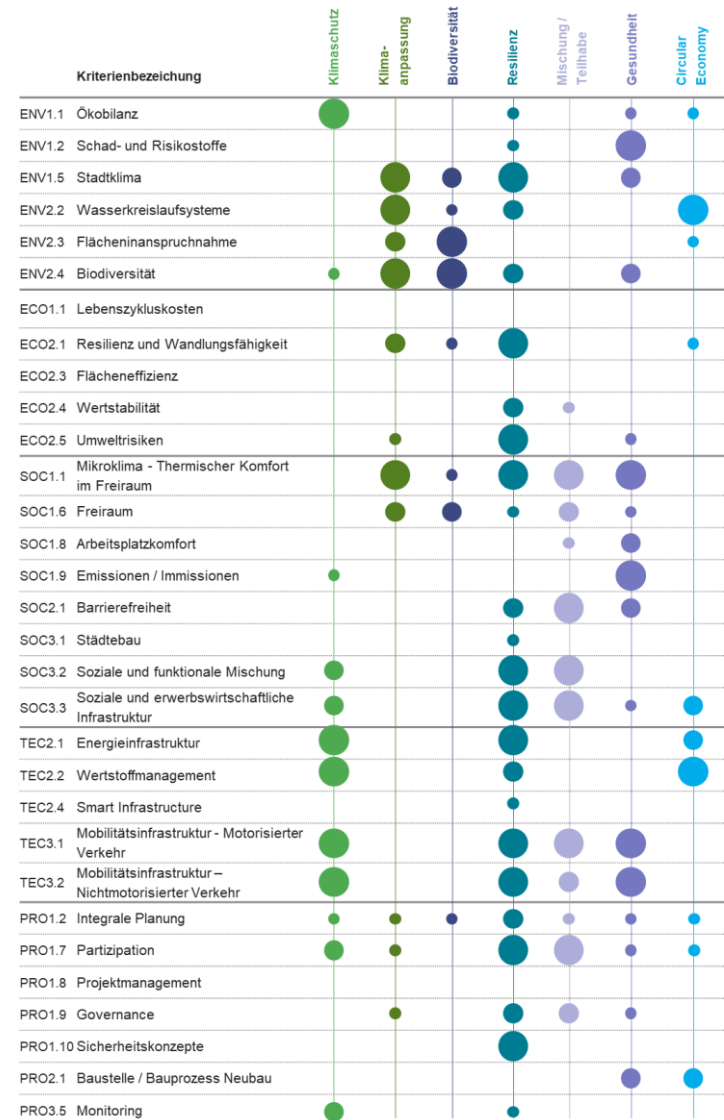 Kriterienbezeichnung
Klimaschutz
Klima-
anpassung
Biodiversität
Resilienz
Mischung /
Teilhabe
Gesundheit
Circular
Economy
ENV1.1 Ökobilanz
ENV1.2 Schad- und Risikostoffe
ENV1.5 Stadtklima
ENV2.2 Wasserkreislaufsysteme
ENV2.3 Flächeninanspruchnahme
ENV2.4 Biodiversität
ECO1.1 Lebenszykluskosten
ECO2.1 Resilienz und Wandlungsfähigkeit
ECO2.3 Flächeneffizienz
ECO2.4 Wertstabilität
ECO2.5 Umweltrisiken
SOC1.1 Mikroklima - Thermischer Komfort
im Freiraum
SOC1.6 Freiraum
SOC1.8 Arbeitsplatzkomfort
SOC1.9 Emissionen / Immissionen
SOC2.1 Barrierefreiheit
SOC3.1 Städtebau
SOC3.2 Soziale und funktionale Mischung
SOC3.3 Soziale und erwerbswirtschaftliche
Infrastruktur
TEC2.1 Energieinfrastruktur
TEC2.2 Wertstoffmanagement
TEC2.4 Smart Infrastructure
TEC3.1 Mobilitätsinfrastruktur - Motorisierter
Verkehr
TEC3.2 Mobilitätsinfrastruktur –
Nichtmotorisierter Verkehr
PRO1.2 Integrale Planung
PRO1.7 Partizipation
PRO1.8 Projektmanagement
PRO1.9 Governance
PRO1.10 Sicherheitskonzepte
PRO2.1 Baustelle / Bauprozess Neubau
PRO3.5 Monitoring